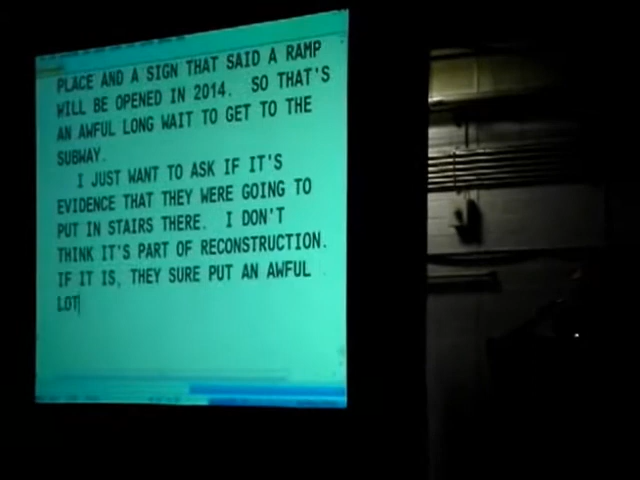 PLACE AND A SIGN THAT SAID A RAMP
WILL BE OPENED IN 2014. SO THAT'S
AN AWFUL LONG WAIT TO GET TO THE
SUBWAY.
I JUST WANT TO ASK IF IT'S
EVIDENCE THAT THEY WERE GOING TO
PUT IN STAIRS THERE. I DON'T
THINK IT'S PART OF RECONSTRUCTION.
IF IT IS, THEY SURE PUT AN AWFUL
LOT